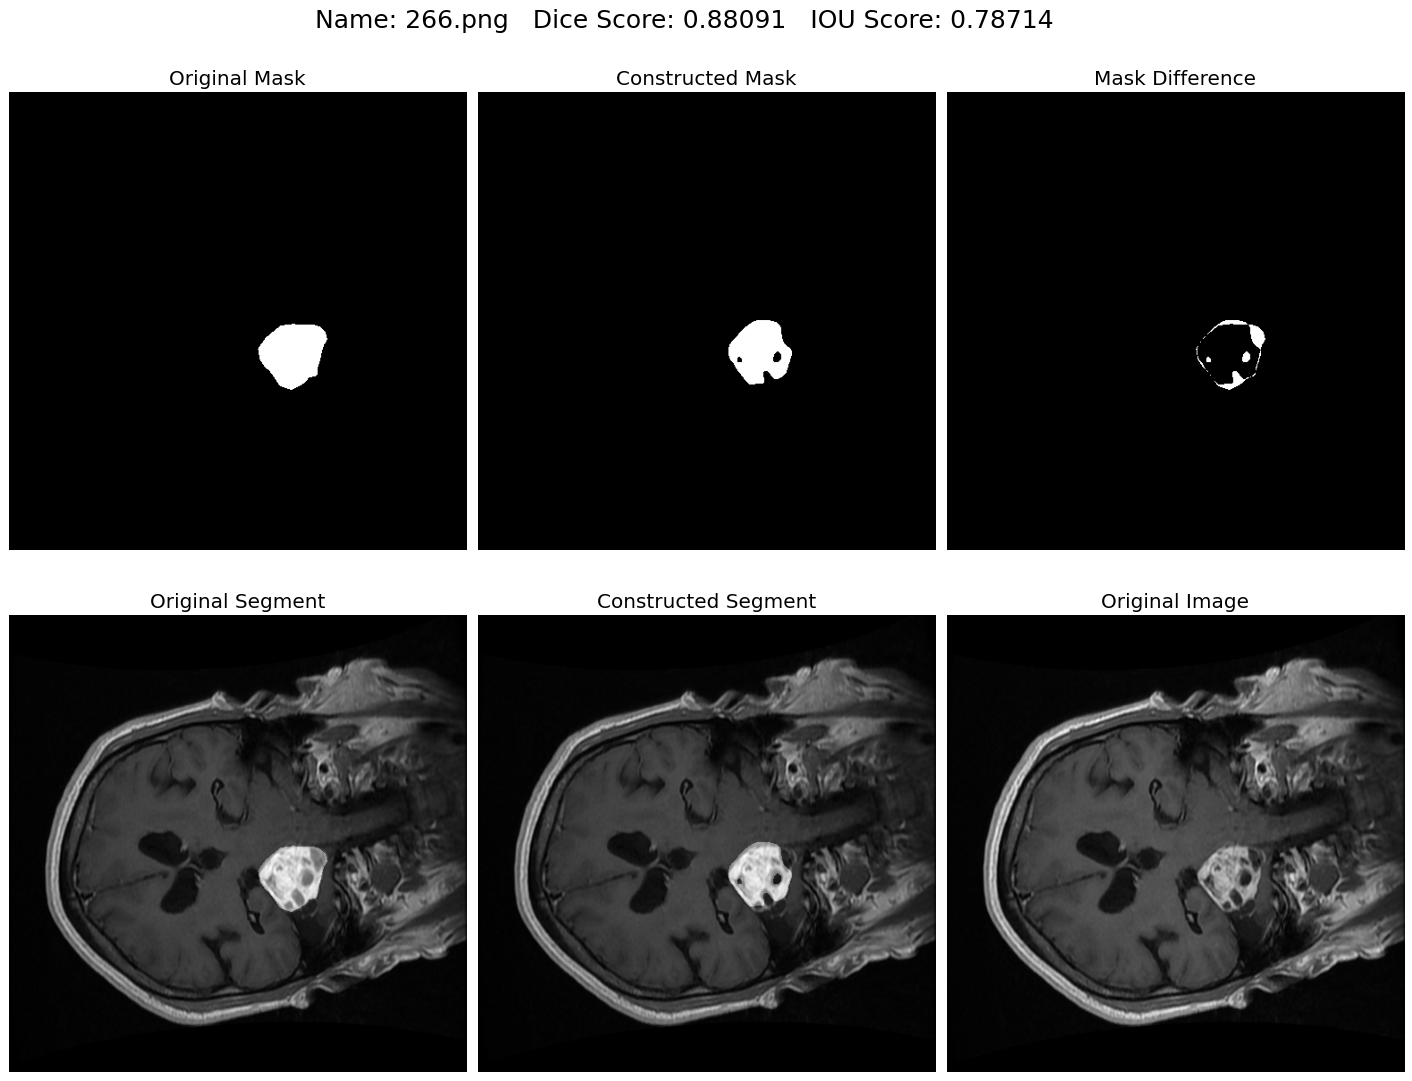 Name: 266.png   Dice Score: 0.88091   IOU Score: 0.78714
Original Mask
Constructed Mask
Mask Difference
Original Segment
Constructed Segment
Original Image